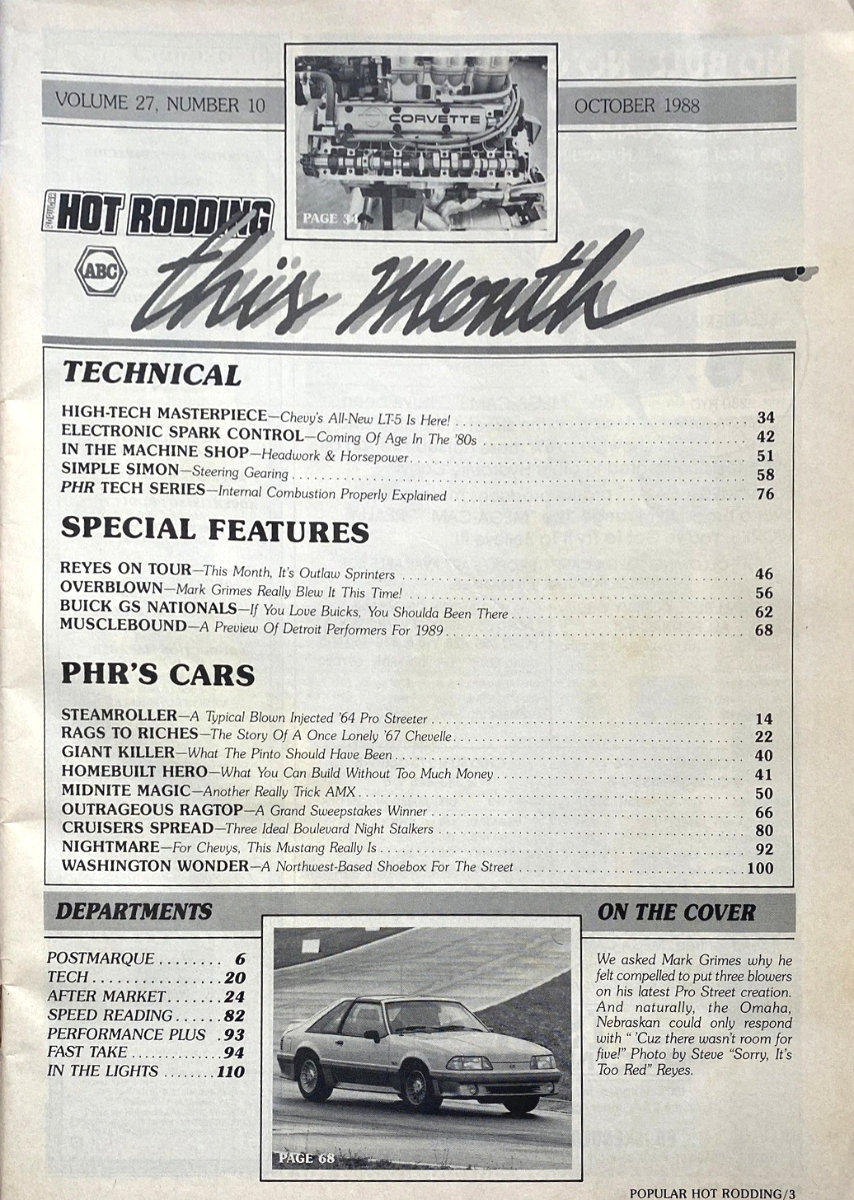 VOLUME 27, NUMBER 10
OCTOBER 1988
CORVETTE
PAGE 34
POPULAR
HOT RODDING
ABC
this Month
TECHNICAL
HIGH-TECH MASTERPIECE—Chevy's All-New LT-5 Is Here! 34
ELECTRONIC SPARK CONTROL—Coming Of Age In The '80s 42
IN THE MACHINE SHOP—Headwork & Horsepower 51
SIMPLE SIMON—Steering Gearing 58
PHR TECH SERIES—Internal Combustion Properly Explained 76
SPECIAL FEATURES
REYES ON TOUR—This Month, It's Outlaw Sprinters 46
OVERBLOWN—Mark Grimes Really Blew It This Time! 56
BUICK GS NATIONALS—If You Love Buicks, You Shoulda Been There 62
MUSCLEBOUND—A Preview Of Detroit Performers For 1989 68
PHR'S CARS
STEAMROLLER—A Typical Blown Injected '64 Pro Streeter 14
RAGS TO RICHES—The Story Of A Once Lonely '67 Chevelle 22
GIANT KILLER—What The Pinto Should Have Been 40
HOMEBUILT HERO—What You Can Build Without Too Much Money 41
MIDNITE MAGIC—Another Really Trick AMX 50
OUTRAGEOUS RAGTOP—A Grand Sweepstakes Winner 66
CRUISERS SPREAD—Three Ideal Boulevard Night Stalkers 80
NIGHTMARE—For Chevys, This Mustang Really Is 92
WASHINGTON WONDER—A Northwest-Based Shoebox For The Street 100
DEPARTMENTS
POSTMARQUE 6
TECH 20
AFTER MARKET 24
SPEED READING 82
PERFORMANCE PLUS 93
FAST TAKE 94
IN THE LIGHTS 110
PAGE 68
ON THE COVER
We asked Mark Grimes why he
felt compelled to put three blowers
on his latest Pro Street creation.
And naturally, the Omaha,
Nebraskan could only respond
with " 'Cuz there wasn't room for
five!" Photo by Steve "Sorry, It's
Too Red" Reyes.
POPULAR HOT RODDING/3